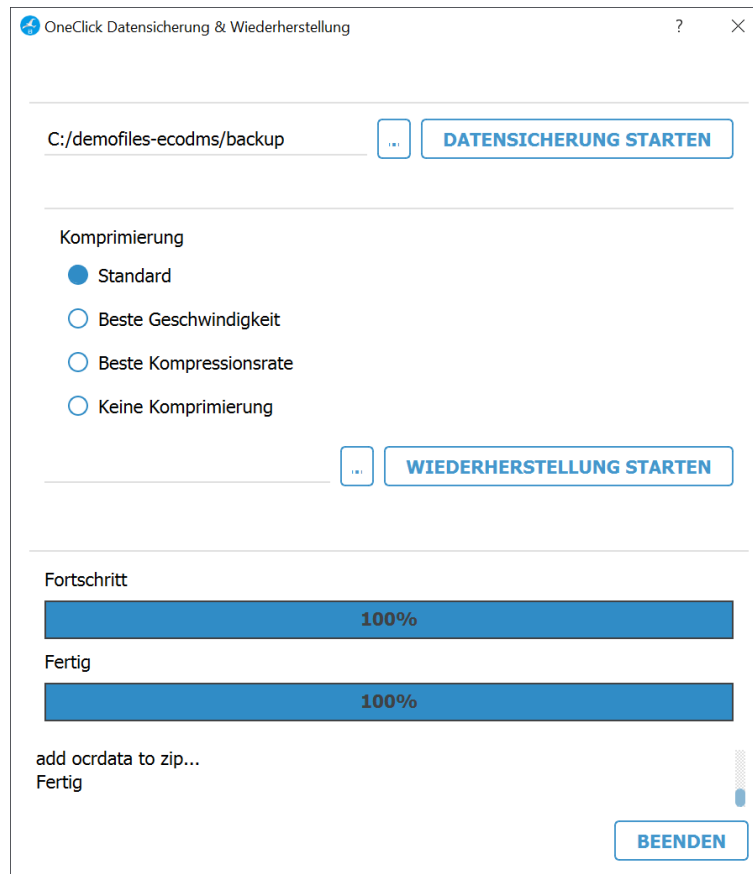 OneClick Datensicherung & Wiederherstellung
?
C:/demofiles-ecodms/backup
...
DATENSICHERUNG STARTEN
Komprimierung
Standard
Beste Geschwindigkeit
Beste Kompressionsrate
Keine Komprimierung
...
WIEDERHERSTELLUNG STARTEN
Fortschritt
100%
Fertig
100%
add ocrdata to zip...
Fertig
BEENDEN